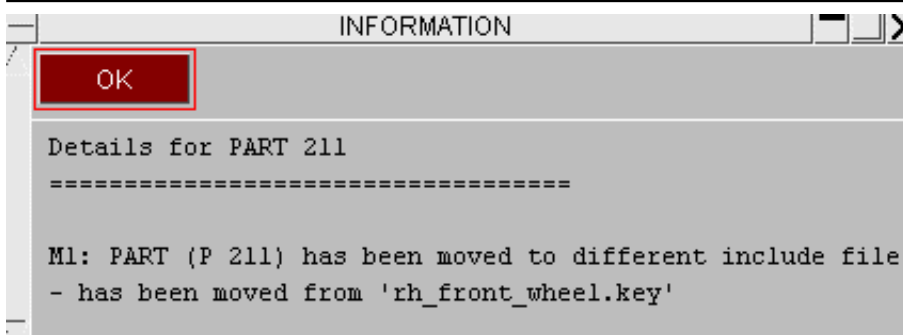 INFORMATION
OK
Details for PART 211
===================================
M1: PART (P 211) has been moved to different include file
- has been moved from 'rh_front_wheel.key'